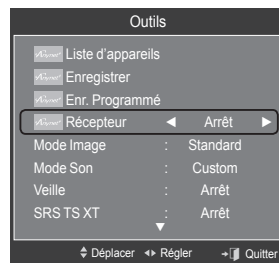 Outils
Liste d'appareils
Enregistrer
Enr. Programmé
Récepteur ◄ Arrêt ►
Mode Image : Standard
Mode Son : Custom
Veille : Arrêt
SRS TS XT : Arrêt
▼
Déplacer Régler Quitter